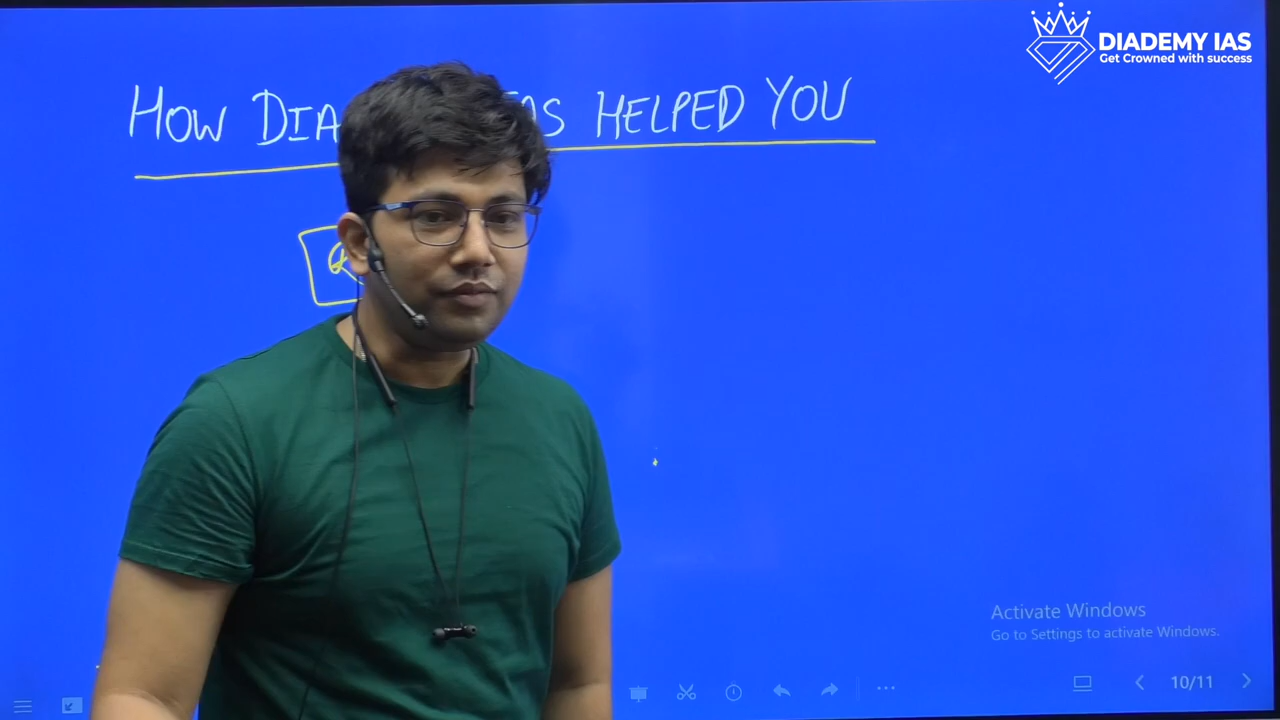 DIADEMY IAS
Get Crowned with success
HOW DIA AS HELPED YOU
Activate Windows
Go to Settings to activate Windows.
10/11